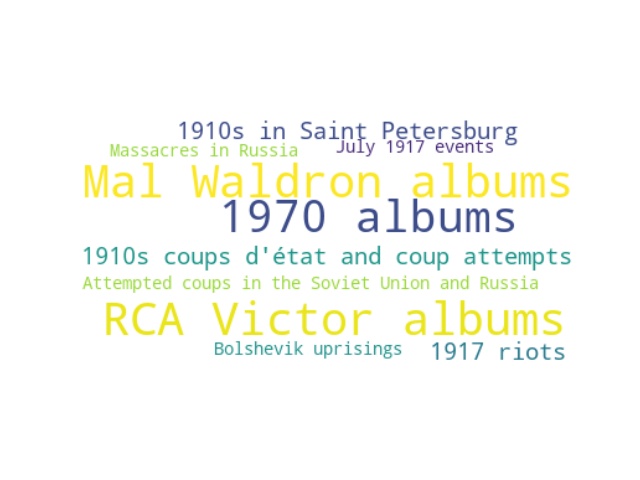 1910s in Saint Petersburg
Massacres in Russia
July 1917 events
Mal Waldron albums
1970 albums
1910s coups d'état and coup attempts
Attempted coups in the Soviet Union and Russia
RCA Victor albums
Bolshevik uprisings
1917 riots